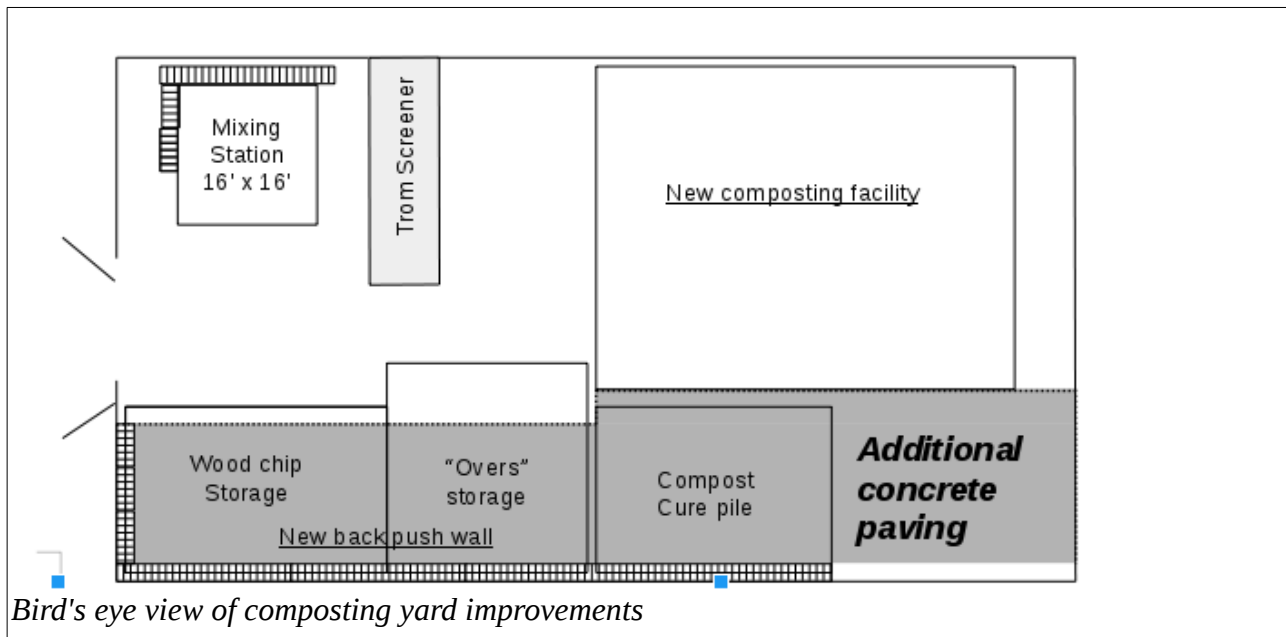 Mixing
Station
16' x 16'
Trom Screener
New composting facility
Wood chip
Storage
“Overs”
storage
New back push wall
Compost
Cure pile
Additional
concrete
paving
Bird's eye view of composting yard improvements